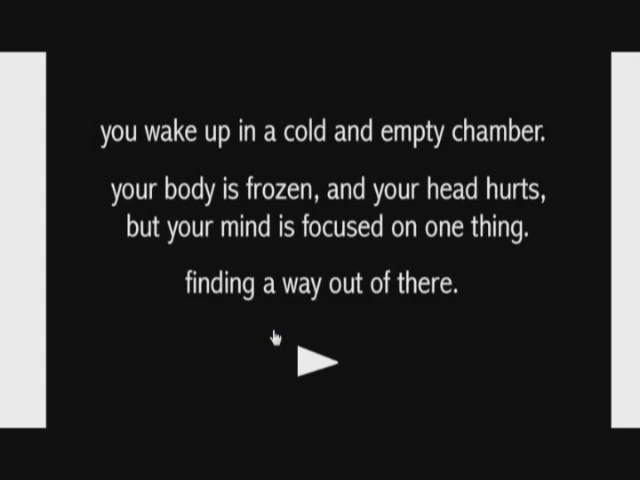 you wake up in a cold and empty chamber.
your body is frozen, and your head hurts,
but your mind is focused on one thing.
finding a way out of there.